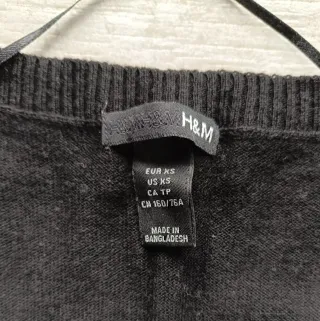 H&M
EUR XS
US XS
CA TP
CN 160/76A
MADE IN
BANGLADESH